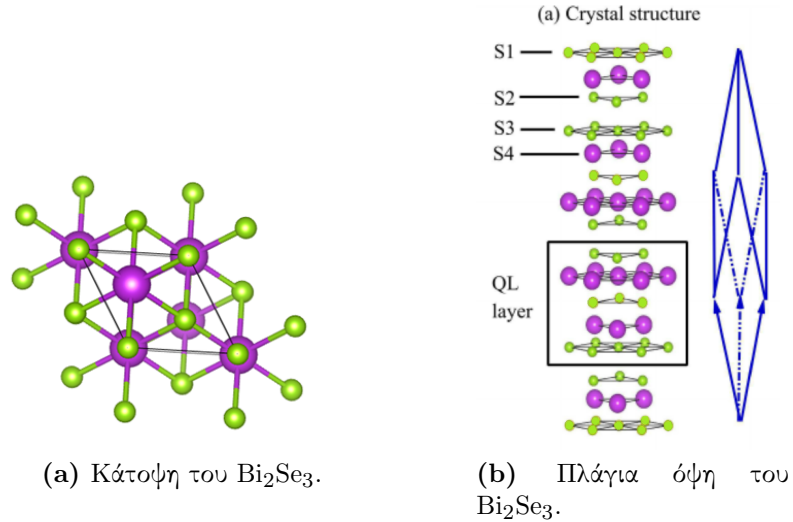 (a) Crystal structure
S1
S2
S3
S4
QL
layer
(a) Κάτοψη του Bi₂Se₃.
(b) Πλάγια όψη του
Bi₂Se₃.